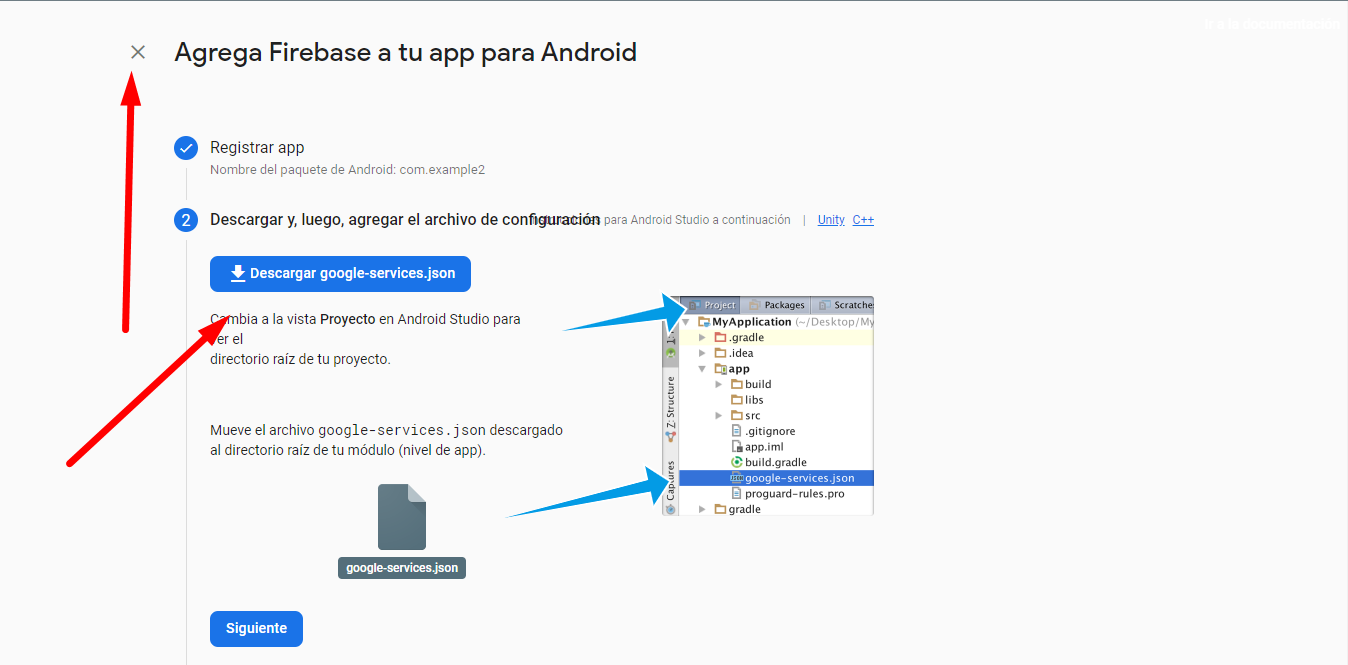 Ir a la documentación
Agrega Firebase a tu app para Android
Registrar app
Nombre del paquete de Android: com.example2
2
Descargar y, luego, agregar el archivo de configuración
para Android Studio a continuación | Unity C++
Descargar google-services.json
Cambia a la vista Proyecto en Android Studio para
er el
directorio raíz de tu proyecto.
Mueve el archivo google-services.json descargado
al directorio raíz de tu módulo (nivel de app).
google-services.json
Siguiente
Project Packages Scratches
MyApplication (~/Desktop/My
.gradle
.idea
app
build
libs
src
.gitignore
app.iml
build.gradle
google-services.json
proguard-rules.pro
gradle
Z: Structure
Captures